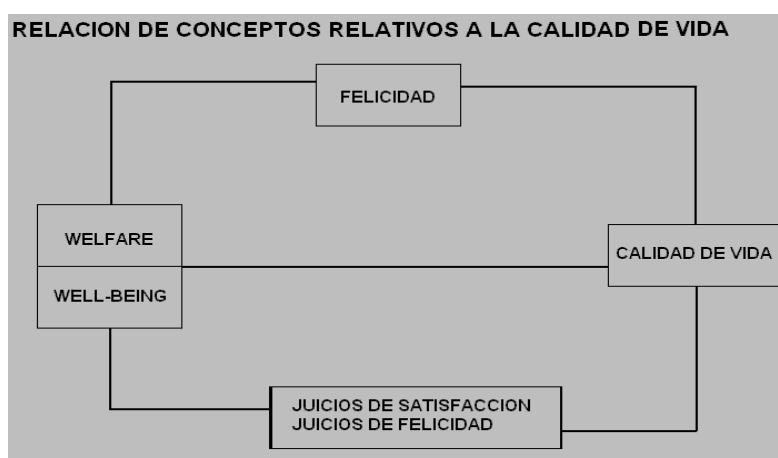 RELACION DE CONCEPTOS RELATIVOS A LA CALIDAD DE VIDA
FELICIDAD
WELFARE
WELL-BEING
CALIDAD DE VIDA
JUICIOS DE SATISFACCION
JUICIOS DE FELICIDAD